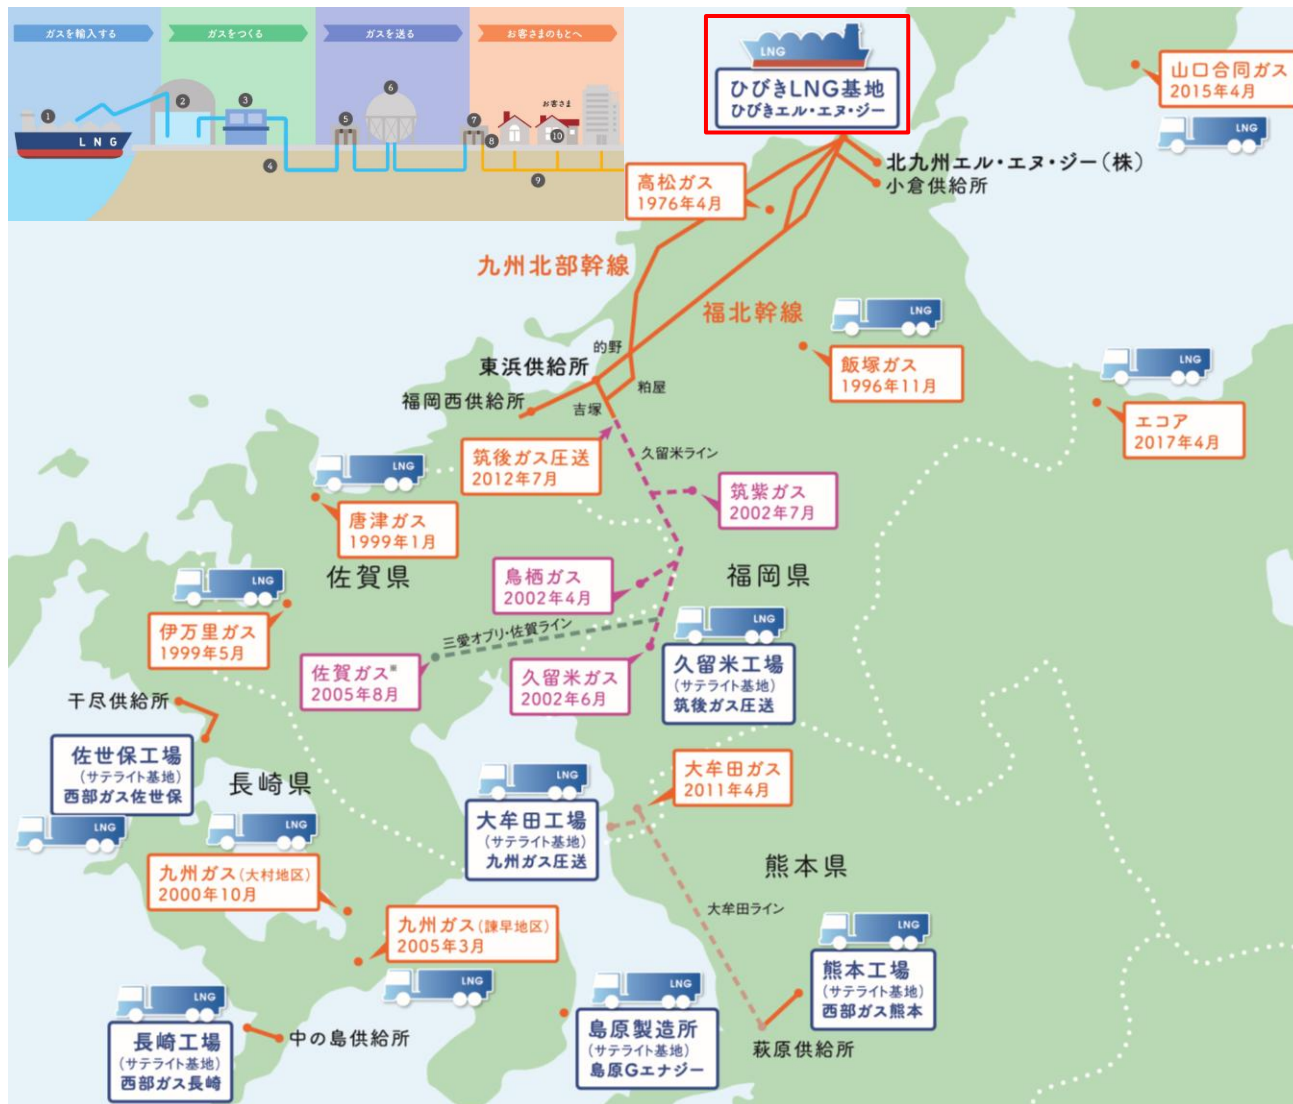 ガスを輸入する
ガスをつくる
ガスを送る
お客さまのもとへ
1
LNG
2
3
4
5
6
7
8
9
10
お客さま
LNG
ひびきLNG基地
ひびきエル・エヌ・ジー
山口合同ガス
2015年4月
LNG
北九州エル・エヌ・ジー(株)
小倉供給所
高松ガス
1976年4月
九州北部幹線
福北幹線
LNG
飯塚ガス
1996年11月
LNG
エコア
2017年4月
的野
東浜供給所
粕屋
福岡西供給所
吉塚
筑後ガス圧送
2012年7月
久留米ライン
LNG
唐津ガス
1999年1月
筑紫ガス
2002年7月
佐賀県
福岡県
鳥栖ガス
2002年4月
LNG
伊万里ガス
1999年5月
三愛オブリ・佐賀ライン
佐賀ガス※
2005年8月
久留米ガス
2002年6月
LNG
久留米工場
(サテライト基地)
筑後ガス圧送
干尽供給所
佐世保工場
(サテライト基地)
西部ガス佐世保
LNG
長崎県
LNG
九州ガス(大村地区)
2000年10月
大牟田ガス
2011年4月
LNG
大牟田工場
(サテライト基地)
九州ガス圧送
熊本県
大牟田ライン
九州ガス(諫早地区)
2005年3月
LNG
LNG
熊本工場
(サテライト基地)
西部ガス熊本
萩原供給所
LNG
島原製造所
(サテライト基地)
島原Gエナジー
LNG
長崎工場
(サテライト基地)
西部ガス長崎
中の島供給所